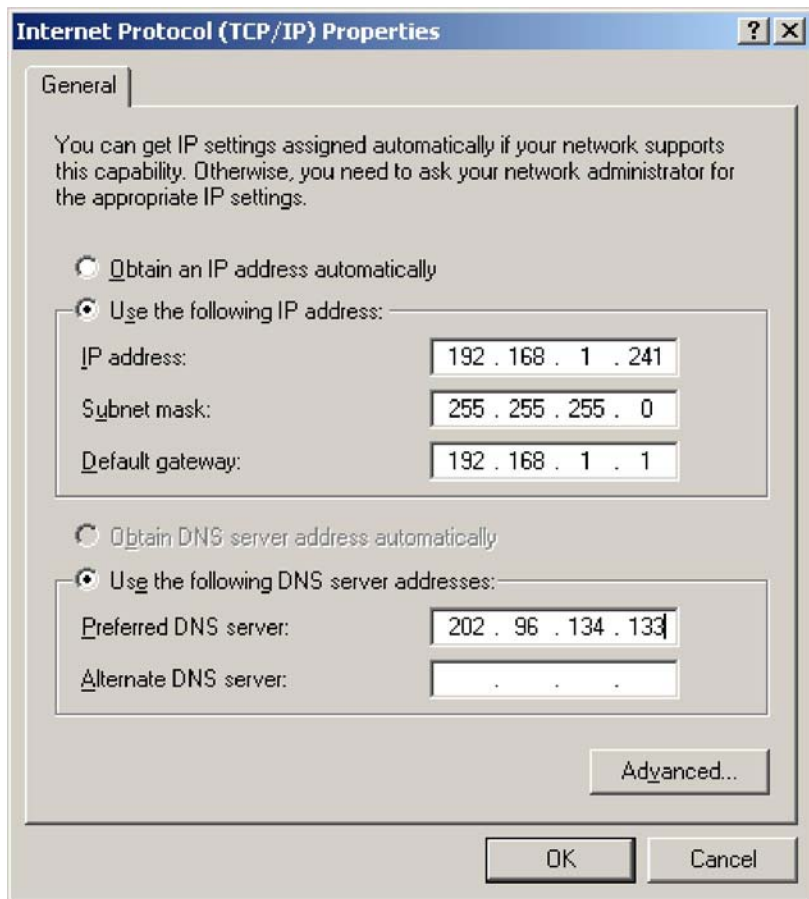 Internet Protocol (TCP/IP) Properties
General
You can get IP settings assigned automatically if your network supports
this capability. Otherwise, you need to ask your network administrator for
the appropriate IP settings.
Obtain an IP address automatically
Use the following IP address:
IP address: 192 . 168 . 1 . 241
Subnet mask: 255 . 255 . 255 . 0
Default gateway: 192 . 168 . 1 . 1
Obtain DNS server address automatically
Use the following DNS server addresses:
Preferred DNS server: 202 . 96 . 134 . 133
Alternate DNS server: . . .
Advanced...
OK Cancel